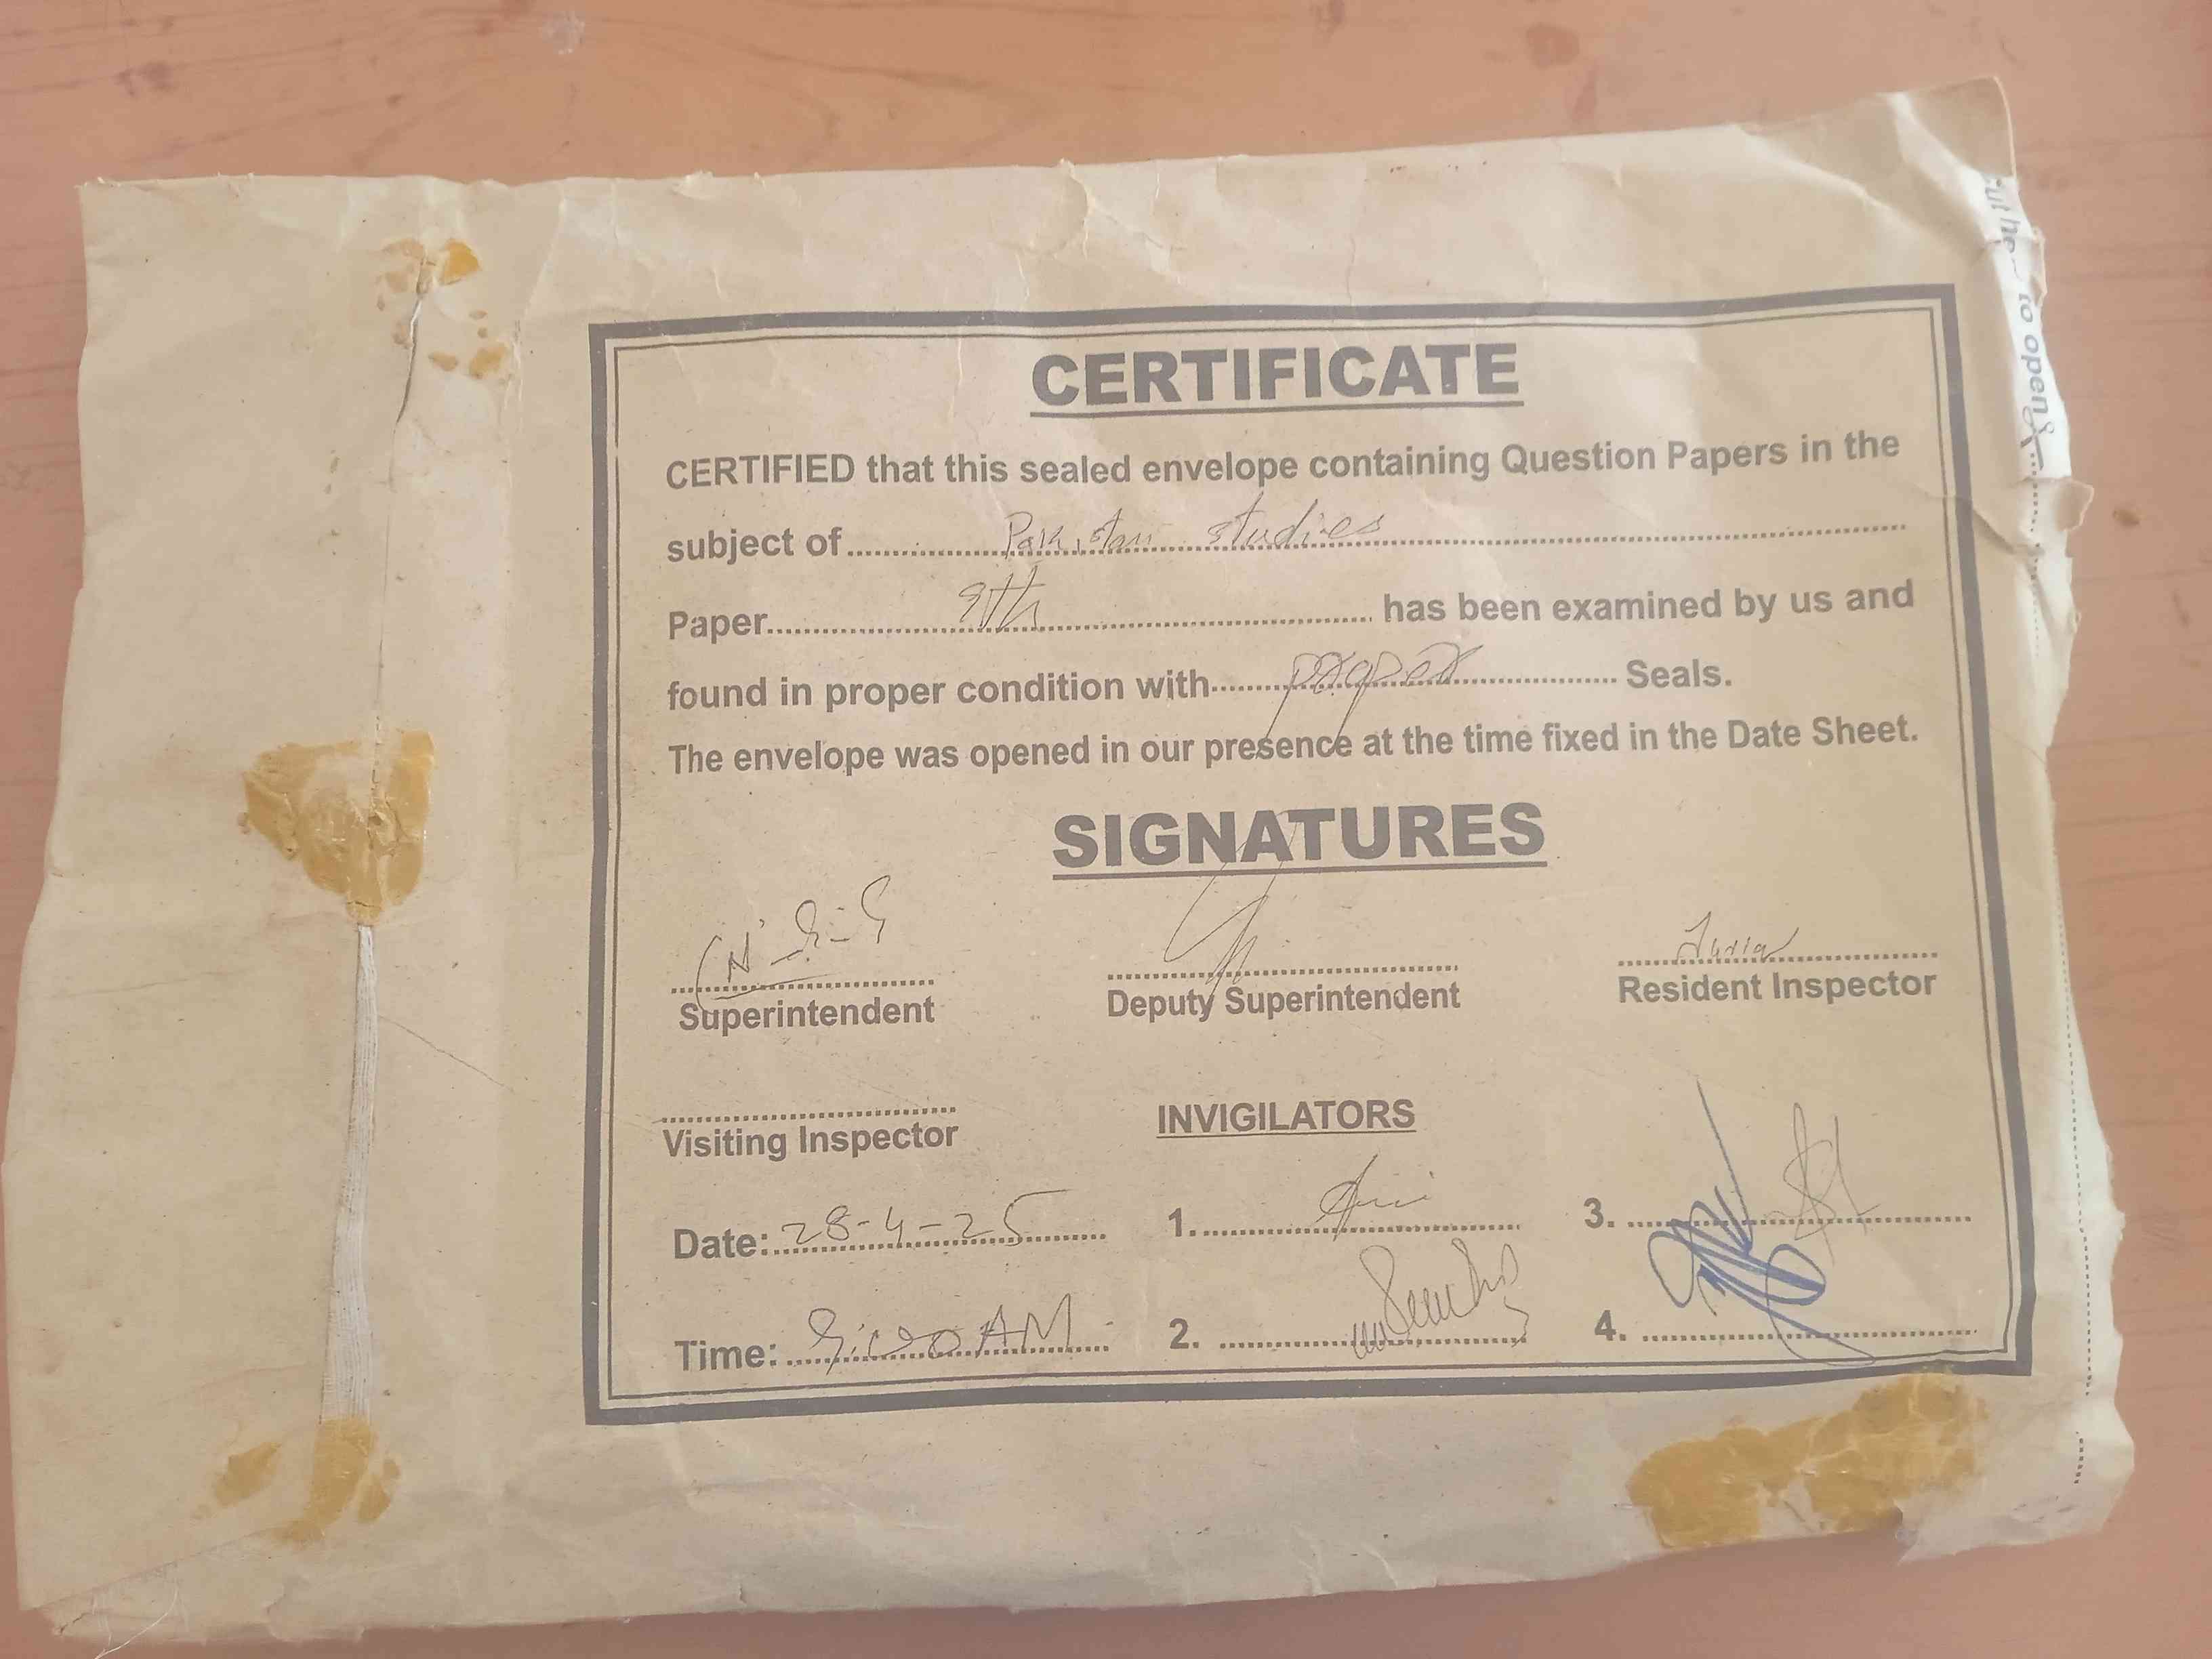 CERTIFICATE
CERTIFIED that this sealed envelope containing Question Papers in the
subject of Pakistan studies
Paper 9th has been examined by us and
found in proper condition with proper Seals.
The envelope was opened in our presence at the time fixed in the Date Sheet.
SIGNATURES
Superintendent Deputy Superintendent Resident Inspector
Visiting Inspector INVIGILATORS
Date: 28-4-25 1. 3.
Time: AM 2. 4.
to open